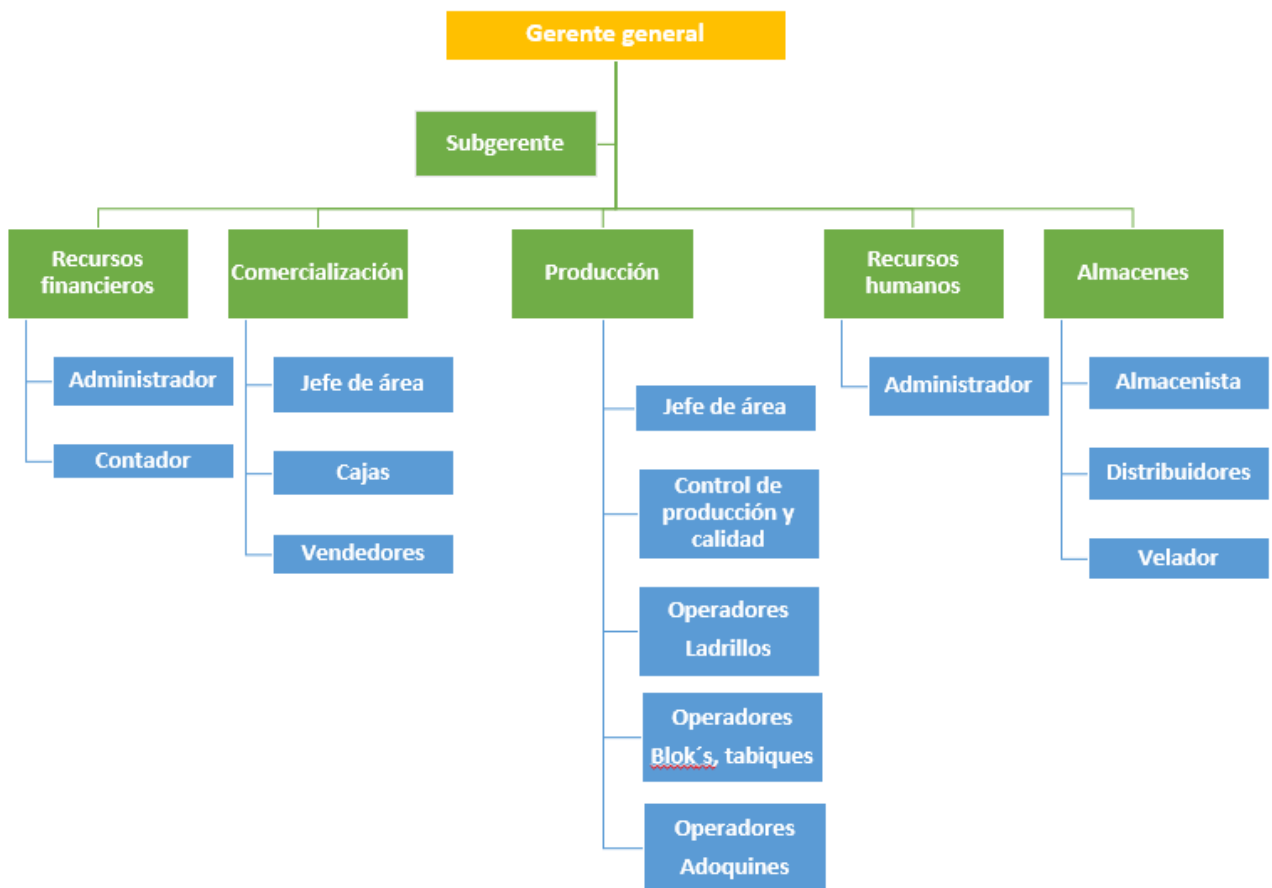 Gerente general
Subgerente
Recursos
financieros
Comercialización
Producción
Recursos
humanos
Almacenes
Administrador
Contador
Jefe de área
Cajas
Vendedores
Jefe de área
Control de
producción y
calidad
Operadores
Ladrillos
Operadores
Blok´s, tabiques
Operadores
Adoquines
Administrador
Almacenista
Distribuidores
Velador